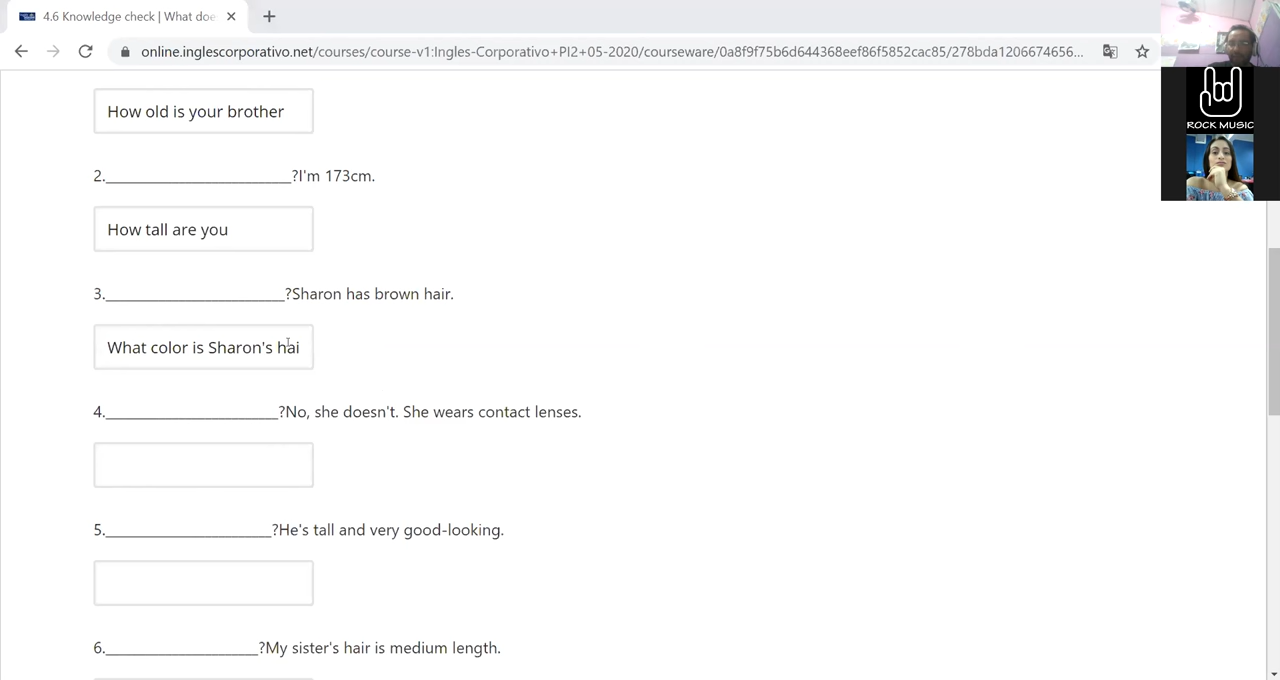 4.6 Knowledge check | What doe
online.inglescorporativo.net/courses/course-v1:Ingles-Corporativo+PI2+05-2020/courseware/0a8f9f75b6d644368eef86f5852cac85/278bda1206674656...
How old is your brother
2.______________________?I'm 173cm.
How tall are you
3._____________________?Sharon has brown hair.
What color is Sharon's hai
4.____________________?No, she doesn't. She wears contact lenses.
5.____________________?He's tall and very good-looking.
6.__________________?My sister's hair is medium length.
ROCK MUSIC